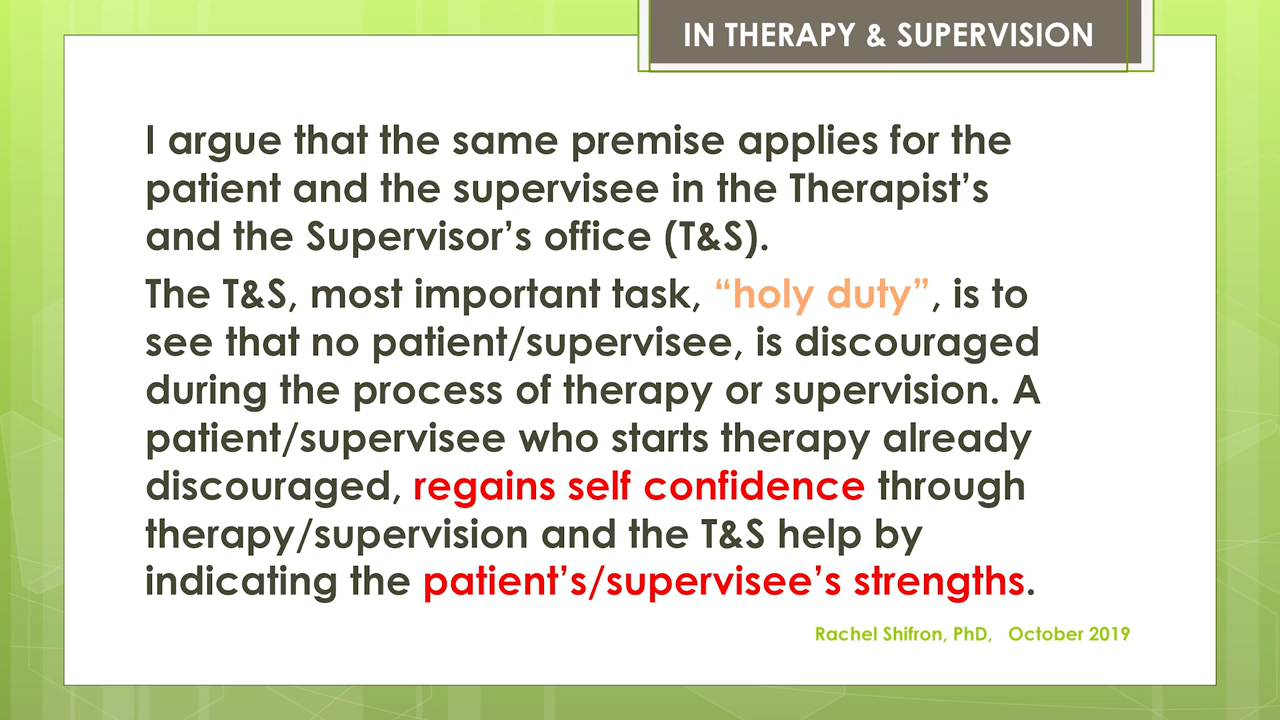 IN THERAPY & SUPERVISION
I argue that the same premise applies for the
patient and the supervisee in the Therapist’s
and the Supervisor’s office (T&S).
The T&S, most important task, “holy duty”, is to
see that no patient/supervisee, is discouraged
during the process of therapy or supervision. A
patient/supervisee who starts therapy already
discouraged, regains self confidence through
therapy/supervision and the T&S help by
indicating the patient’s/supervisee’s strengths.
Rachel Shifron, PhD, October 2019